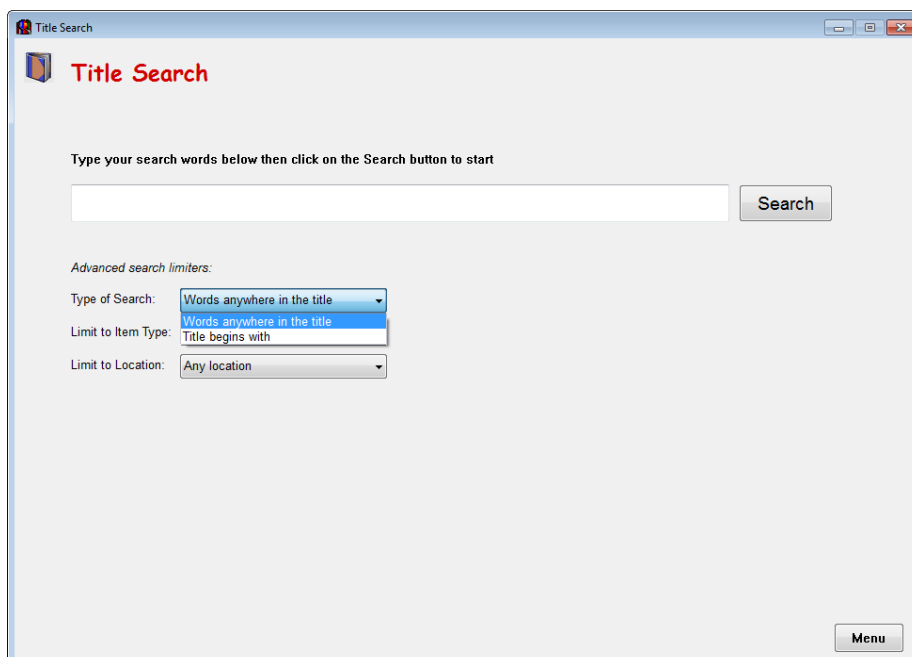 Title Search
Title Search
Type your search words below then click on the Search button to start
Search
Advanced search limiters:
Type of Search: Words anywhere in the title
Words anywhere in the title
Title begins with
Limit to Item Type:
Limit to Location: Any location
Menu